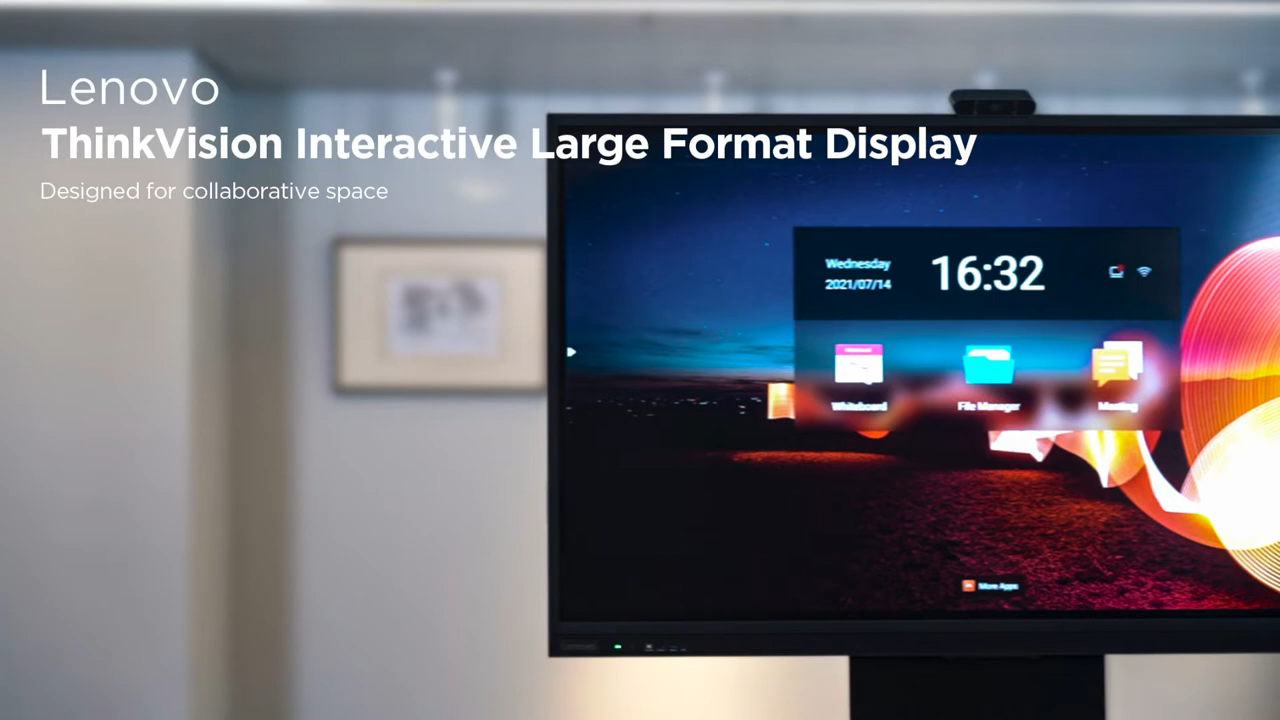 Lenovo
ThinkVision Interactive Large Format Display
Designed for collaborative space
Wednesday
2021/07/14
16:32
Whiteboard
File Manager
Meeting
More Apps